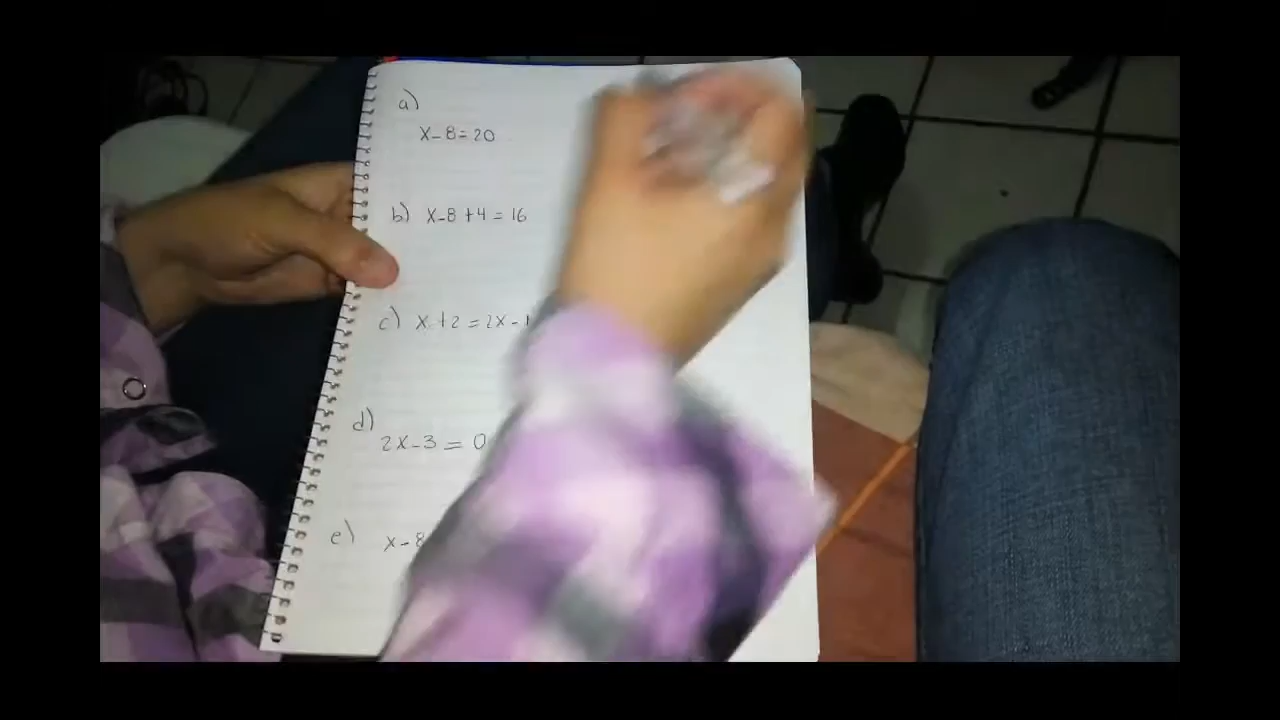 a)
x-8=20
b) x-8+4=16
c) x+2=2x-
d)
2x-3=0
e) x-8